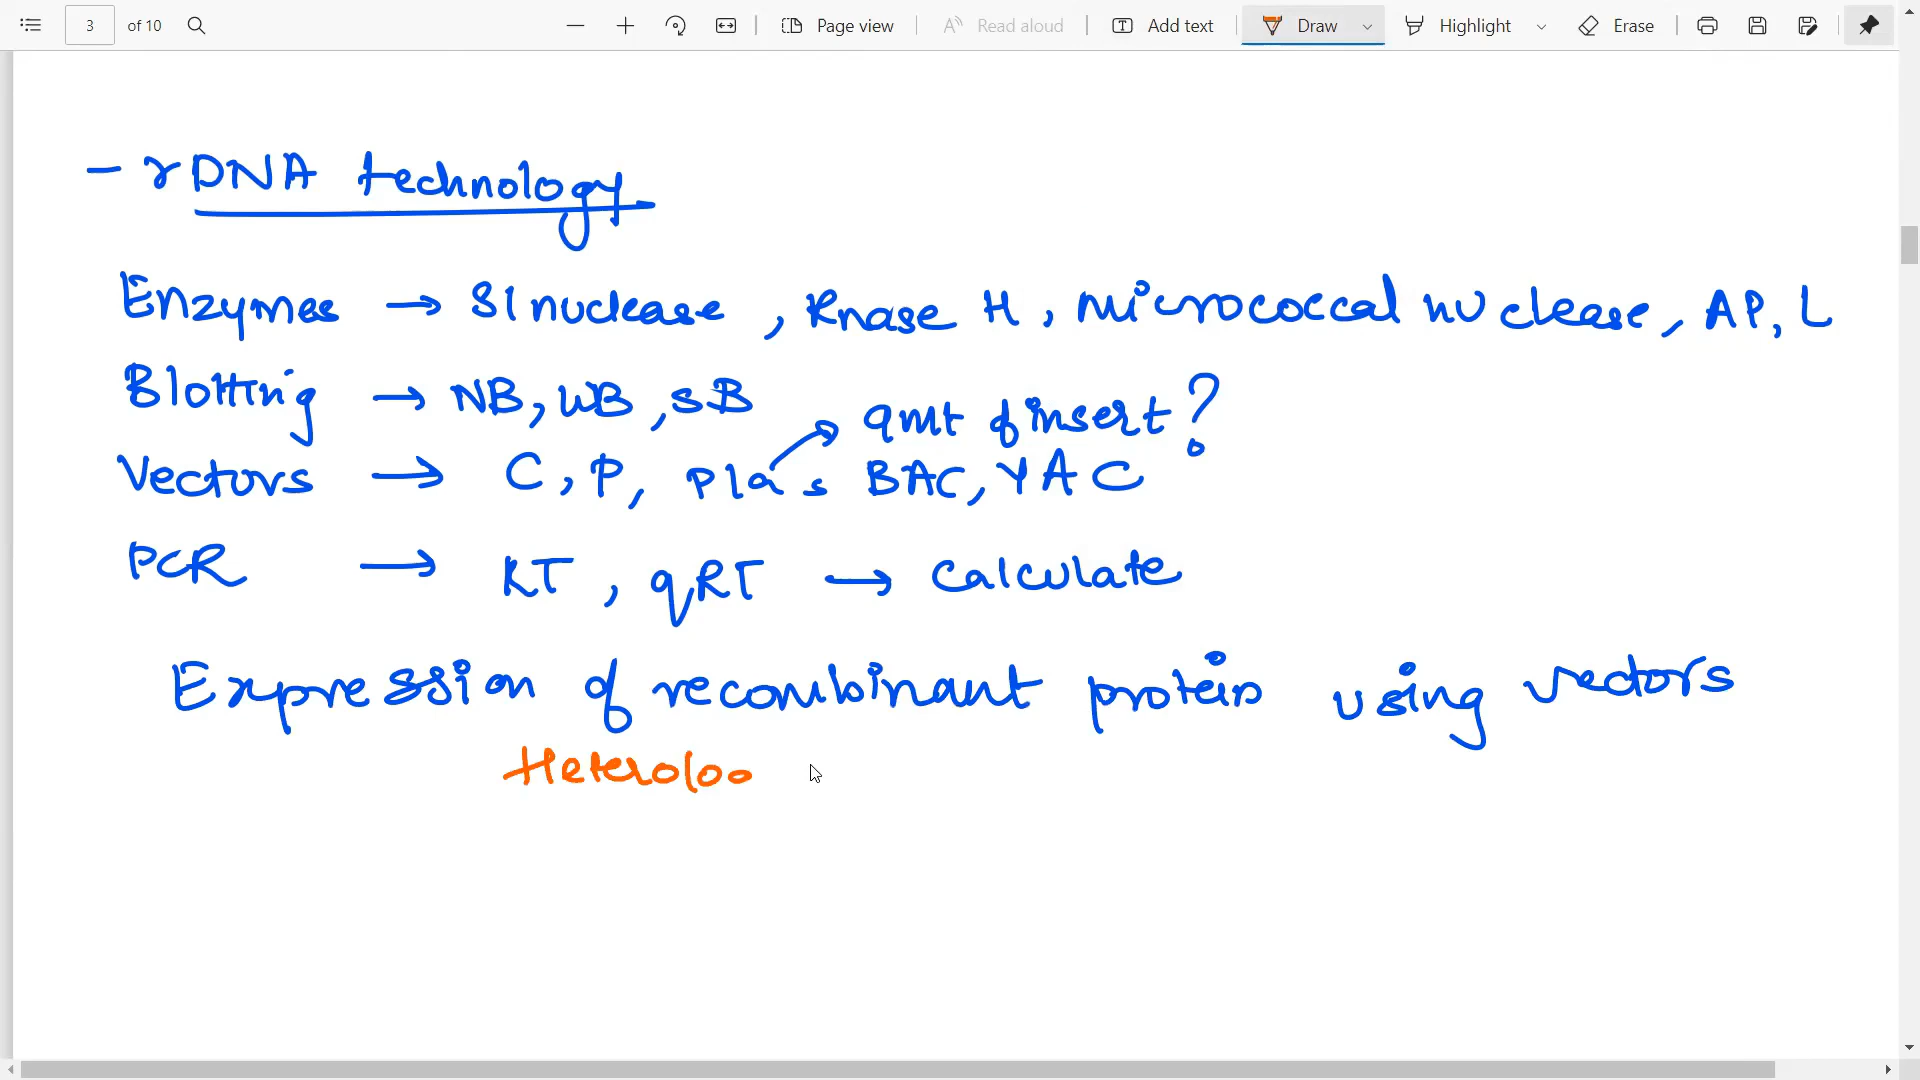 3 of 10 Page view Read aloud Add text Draw Highlight Erase
- rDNA technology
Enzymes → S1 nuclease, Rnase H, Micrococcal nuclease, AP, L
Blotting → NB, WB, SB
qmt of insert?
Vectors → C, P, Plas BAC, YAC
PCR → RT, qRT → Calculate
Expression of recombinant protein using vectors
Heteroloo